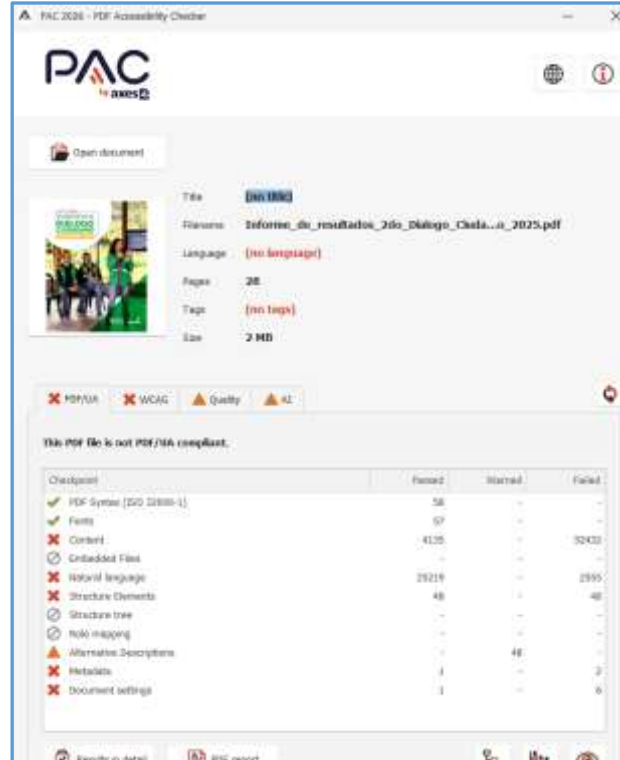 PAC 2026 - PDF Accessibility Checker
PAC
by axes4
Open document
Title (no title)
Filename Informe_de_resultados_2do_Dialogo_Ciuda...o_2025.pdf
Language (no language)
Pages 28
Tags (no tags)
Size 2 MB
DIÁLOGO
PDF/UA WCAG Quality AI
This PDF file is not PDF/UA compliant.
Checkpoint Passed Warned Failed
PDF Syntax (ISO 32000-1) 58 - -
Fonts 57 - -
Content 4135 - 52432
Embedded Files - - -
Natural language 25219 - 2555
Structure Elements 48 - 48
Structure tree - - -
Role mapping - - -
Alternative Descriptions - 48 -
Metadata 1 - 2
Document settings 1 - 6
Results in detail PDF report